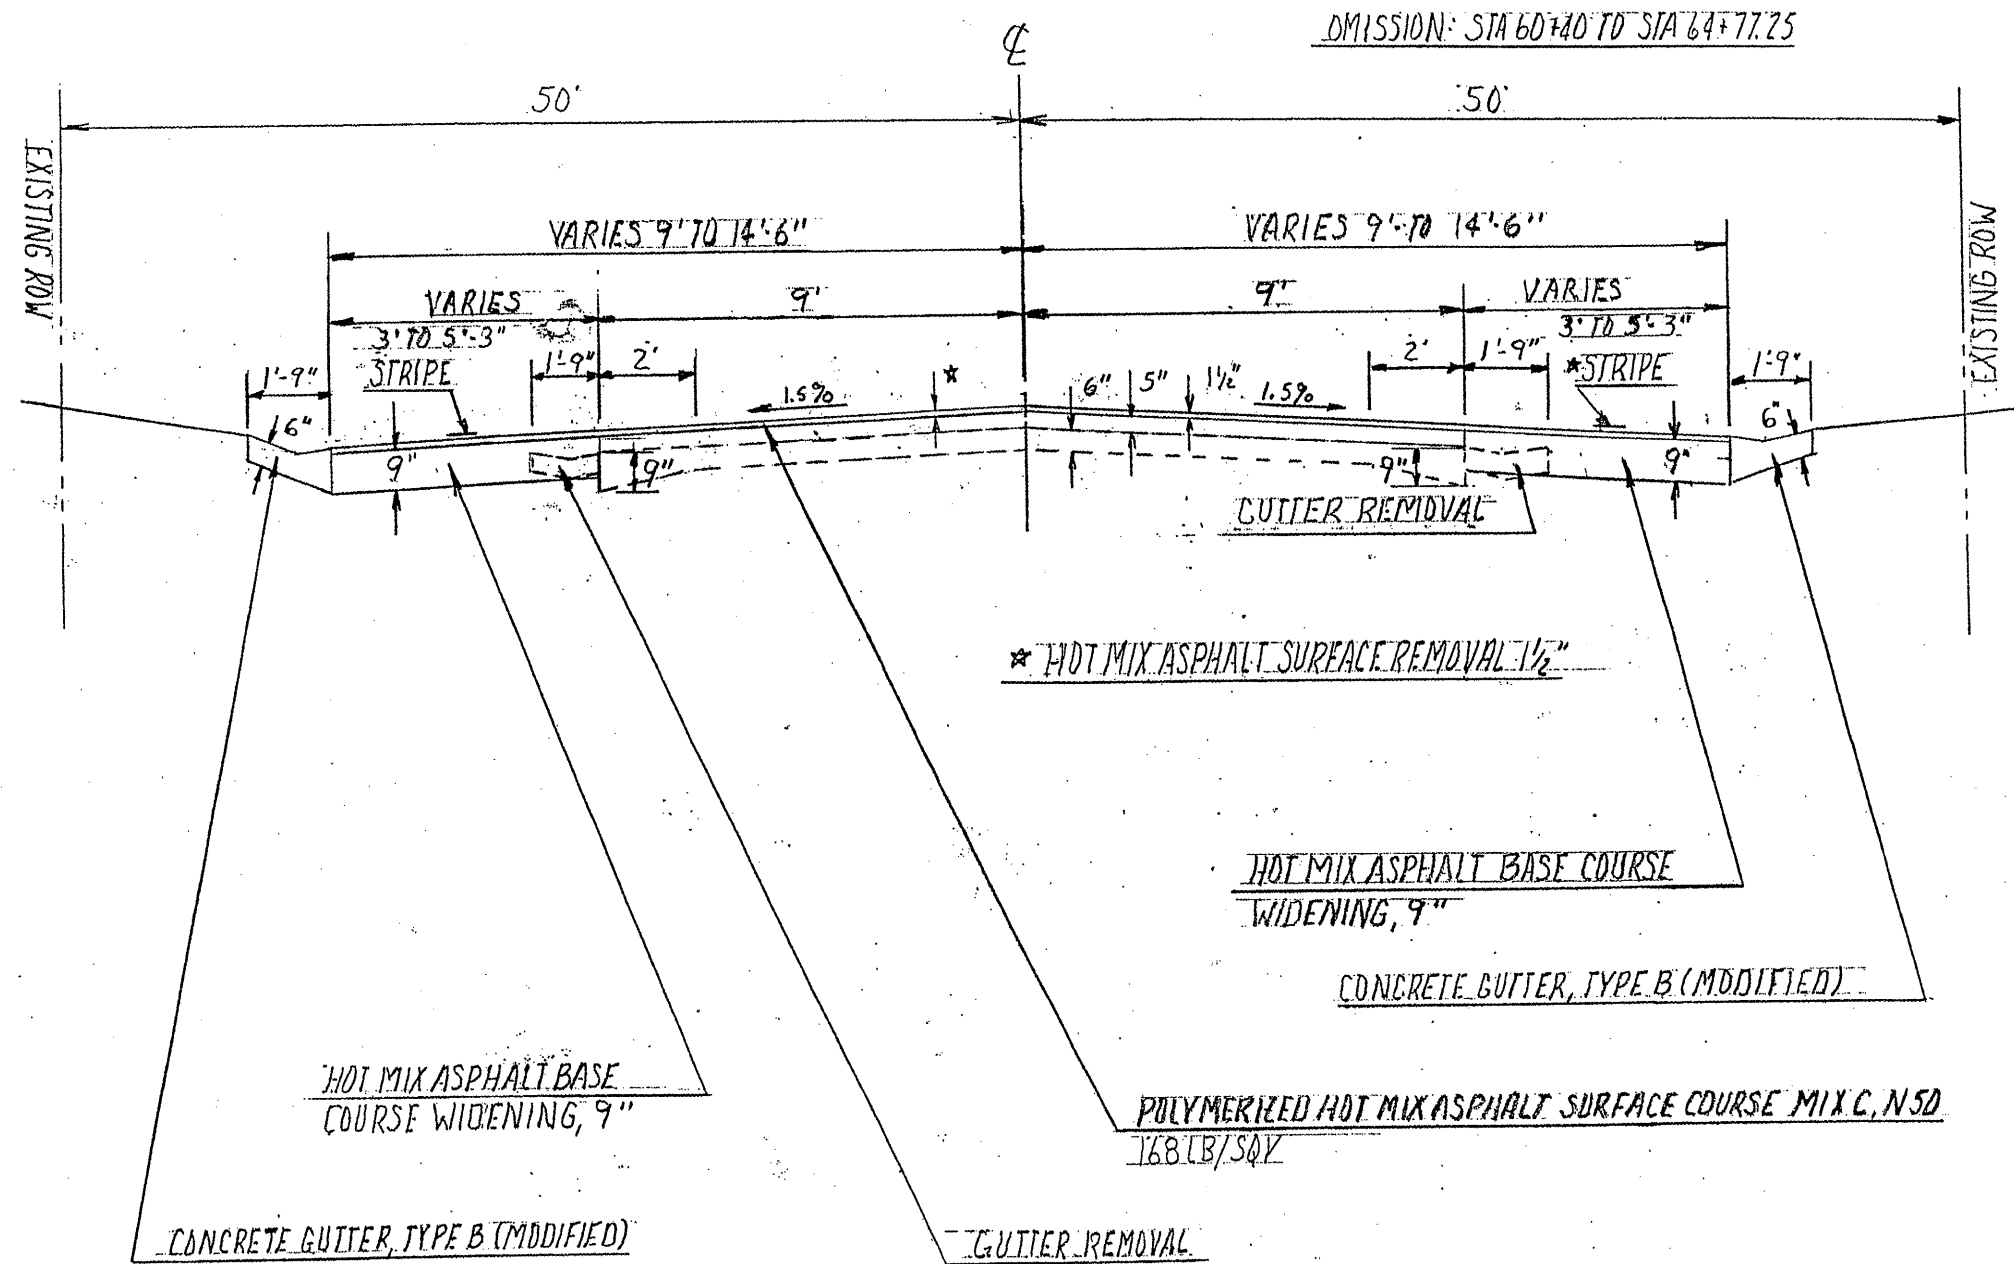 OMISSION: STA 60+40 TO STA 64+77.25
℄
50'
50'
EXISTING ROW
EXISTING ROW
VARIES 9' TO 14'-6"
VARIES 9'-TO 14'-6"
VARIES
3' TO 5'-3"
9'
9'
VARIES
3' TO 5'-3"
STRIPE
1'-9"
1'-9"
2'
1.5%
☆
6"
5"
1½"
1.5%
2'
1'-9"
*STRIPE
1'-9"
6"
9"
9"
9"
9"
6"
GUTTER REMOVAL
☆ HOT MIX ASPHALT SURFACE REMOVAL 1½"
HOT MIX ASPHALT BASE COURSE
WIDENING, 9"
CONCRETE GUTTER, TYPE B (MODIFIED)
HOT MIX ASPHALT BASE
COURSE WIDENING, 9"
POLYMERIZED HOT MIX ASPHALT SURFACE COURSE MIX C, N50
168 LB/SQY
CONCRETE GUTTER, TYPE B (MODIFIED)
GUTTER REMOVAL